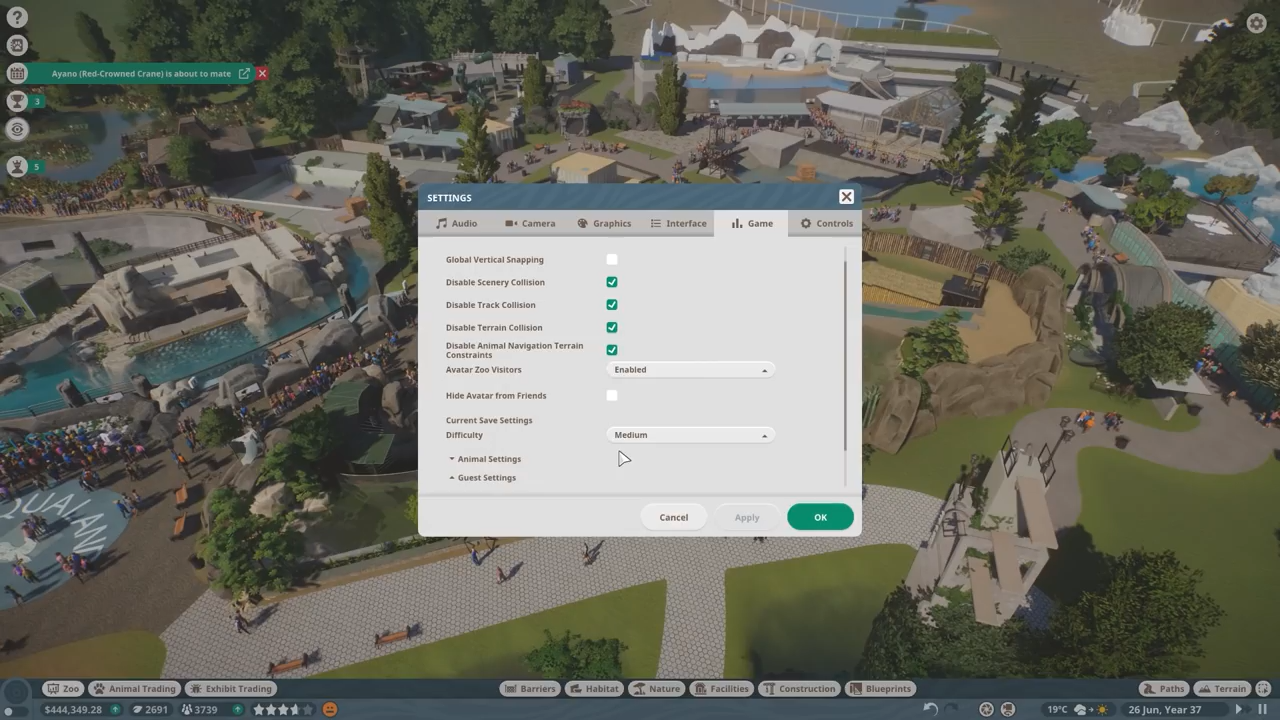 Ayano (Red-Crowned Crane) is about to mate
3
5
SETTINGS
Audio
Camera
Graphics
Interface
Game
Controls
Global Vertical Snapping
Disable Scenery Collision
Disable Track Collision
Disable Terrain Collision
Disable Animal Navigation Terrain
Constraints
Avatar Zoo Visitors
Enabled
Hide Avatar from Friends
Current Save Settings
Difficulty
Medium
Animal Settings
Guest Settings
Cancel
Apply
OK
QUATANI
Zoo
Animal Trading
Exhibit Trading
Barriers
Habitat
Nature
Facilities
Construction
Blueprints
Paths
Terrain
$444,349.28
2691
3739
19°C
26 Jun, Year 37